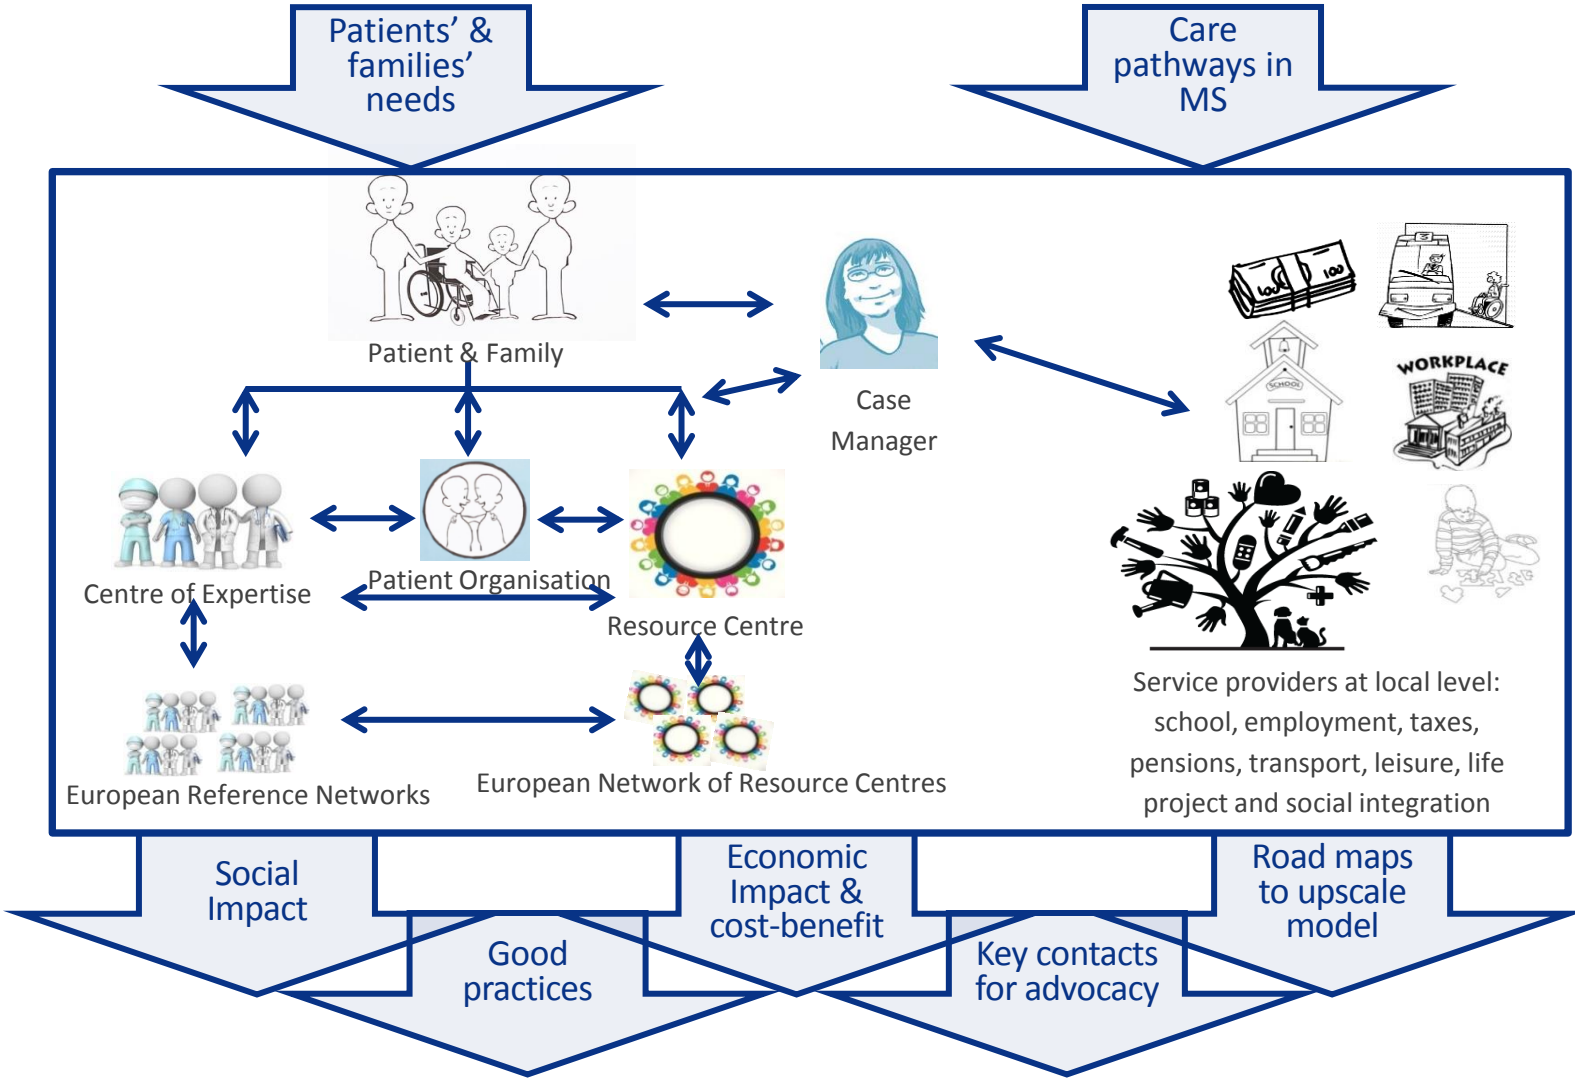 Patients’ &
families’
needs
Care
pathways in
MS
Patient & Family
Case
Manager
100
100
SCHOOL
WORKPLACE
Centre of Expertise
Patient Organisation
Resource Centre
European Reference Networks
European Network of Resource Centres
Service providers at local level:
school, employment, taxes,
pensions, transport, leisure, life
project and social integration
Social
Impact
Good
practices
Economic
Impact &
cost-benefit
Key contacts
for advocacy
Road maps
to upscale
model